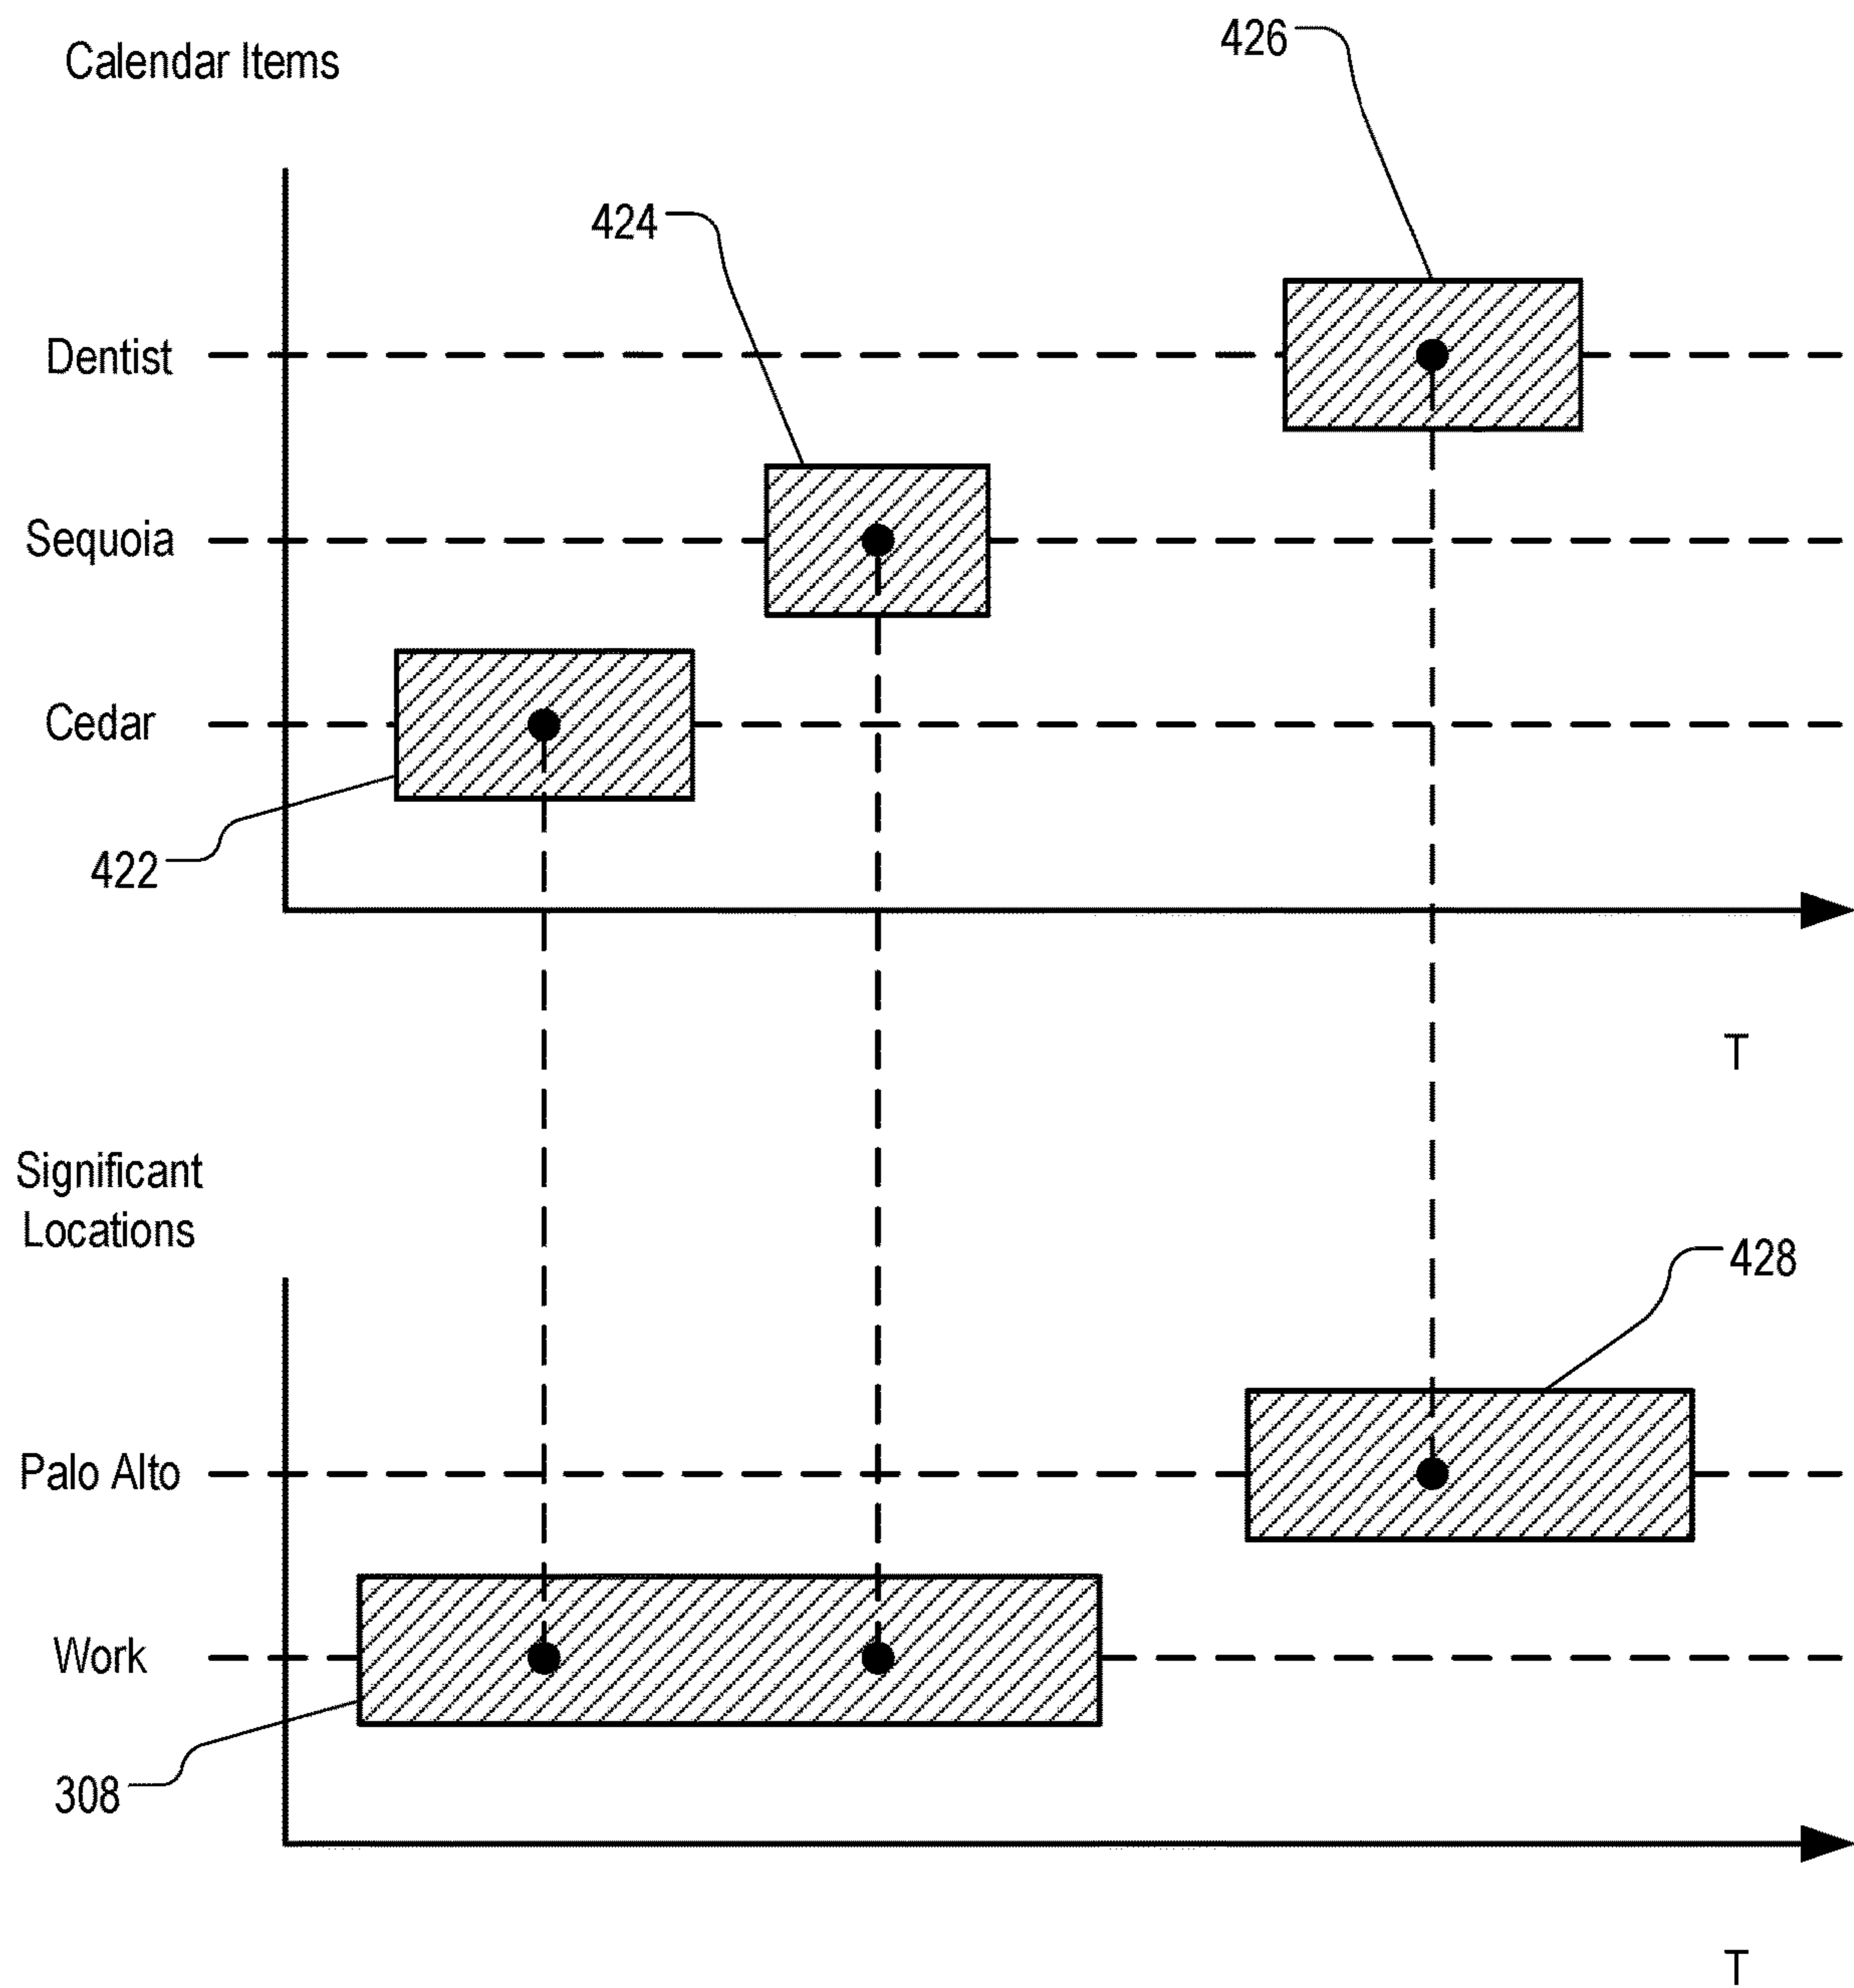 Calendar Items
426
424
Dentist
Sequoia
Cedar
422
T
Significant
Locations
428
Palo Alto
Work
308
T